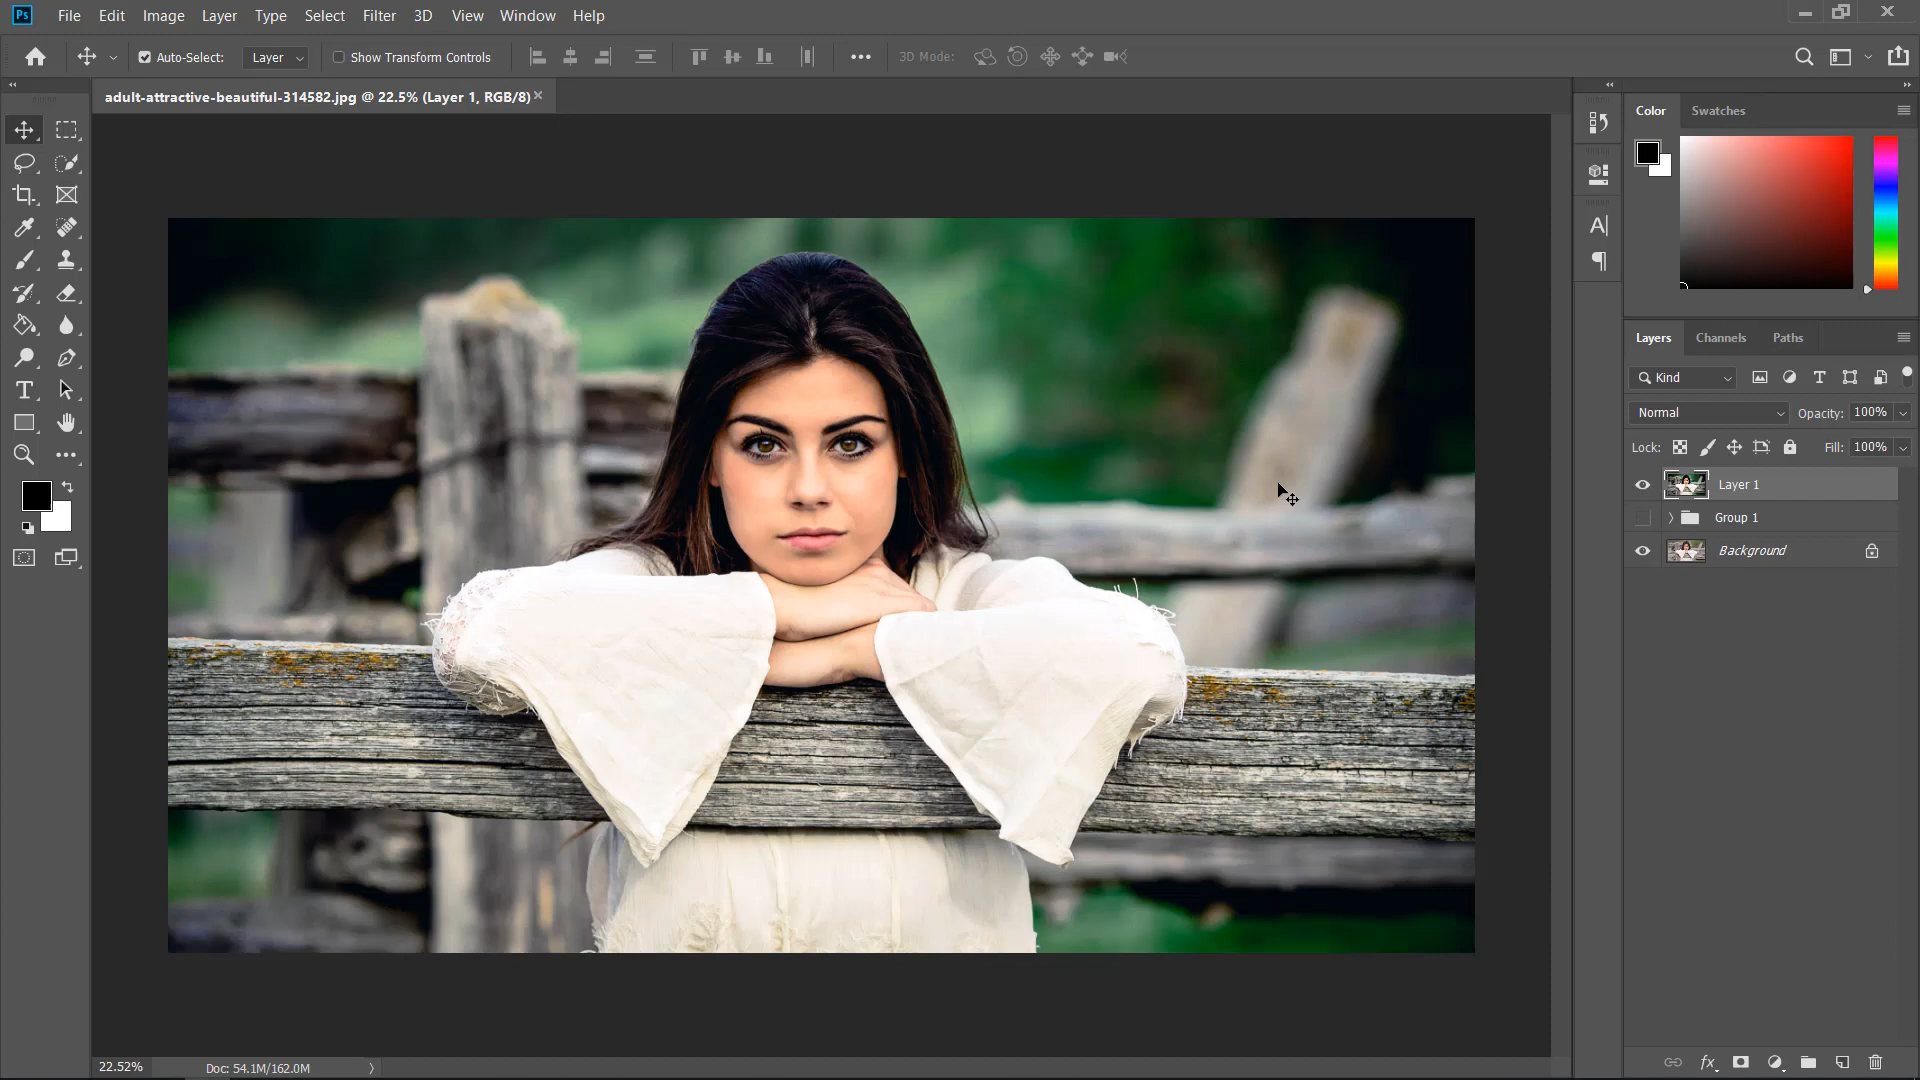 Ps File Edit Image Layer Type Select Filter 3D View Window Help
Auto-Select: Layer Show Transform Controls 3D Mode:
adult-attractive-beautiful-314582.jpg @ 22.5% (Layer 1, RGB/8)
Color Swatches
Layers Channels Paths
Kind
Normal Opacity: 100%
Lock: Fill: 100%
Layer 1
Group 1
Background
22.52% Doc: 54.1M/162.0M
fx